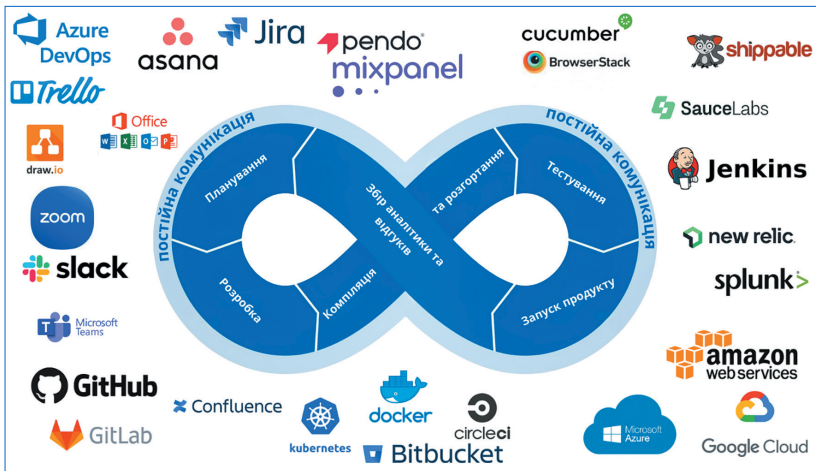 Azure
DevOps
asana
Jira
pendo
mixpanel
cucumber
BrowserStack
shippable
Trello
Office
draw.io
SauceLabs
Jenkins
zoom
slack
new relic.
splunk>
Microsoft
Teams
постійна комунікація
постійна комунікація
Планування
Збір аналітики та
відгуків
та розгортання
Тестування
Розробка
Компіляція
Запуск продукту
amazon
web services
GitHub
GitLab
Confluence
kubernetes
docker
circleci
Bitbucket
Microsoft
Azure
Google Cloud